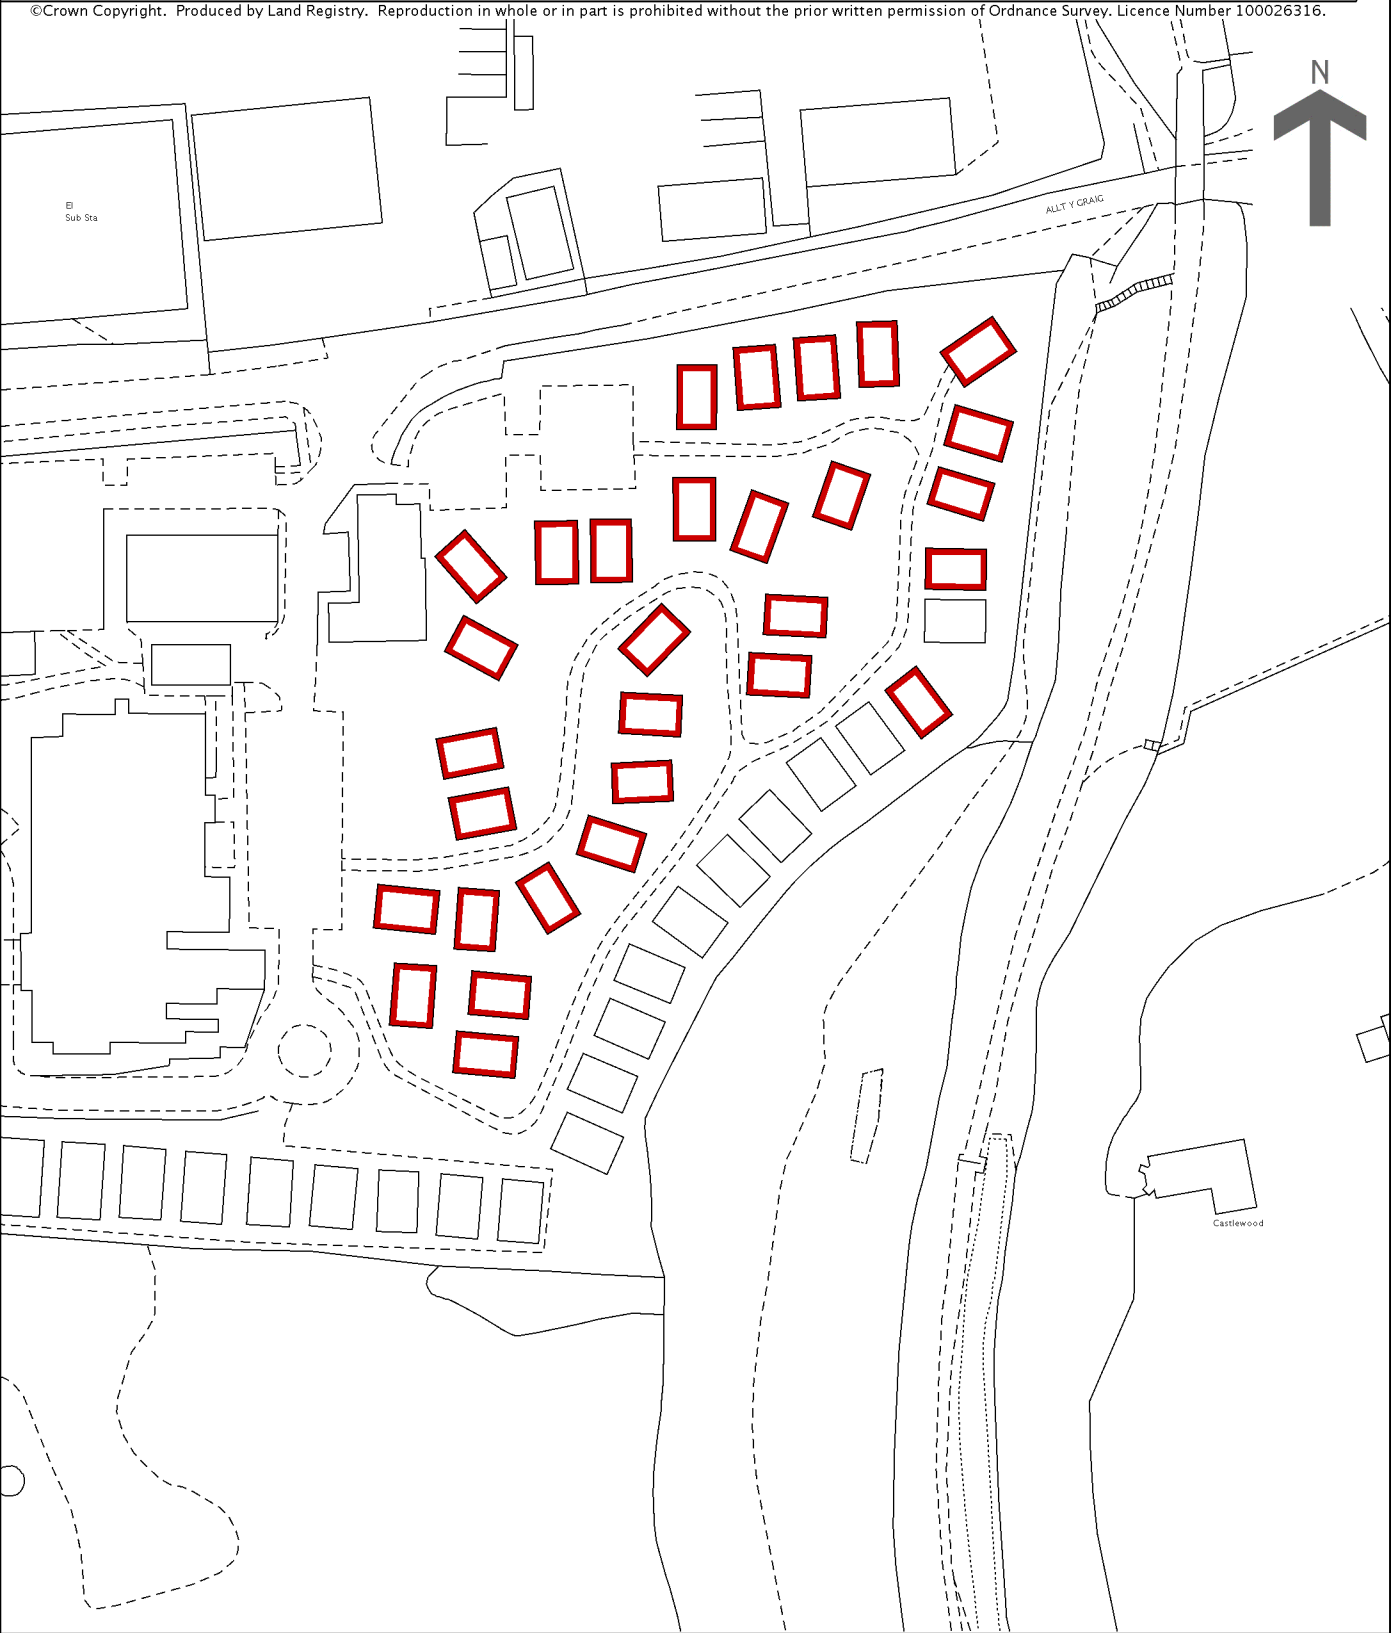 ©Crown Copyright. Produced by Land Registry. Reproduction in whole or in part is prohibited without the prior written permission of Ordnance Survey. Licence Number 100026316.
N
ALLT Y GRAIG
El
Sub Sta
Castlewood